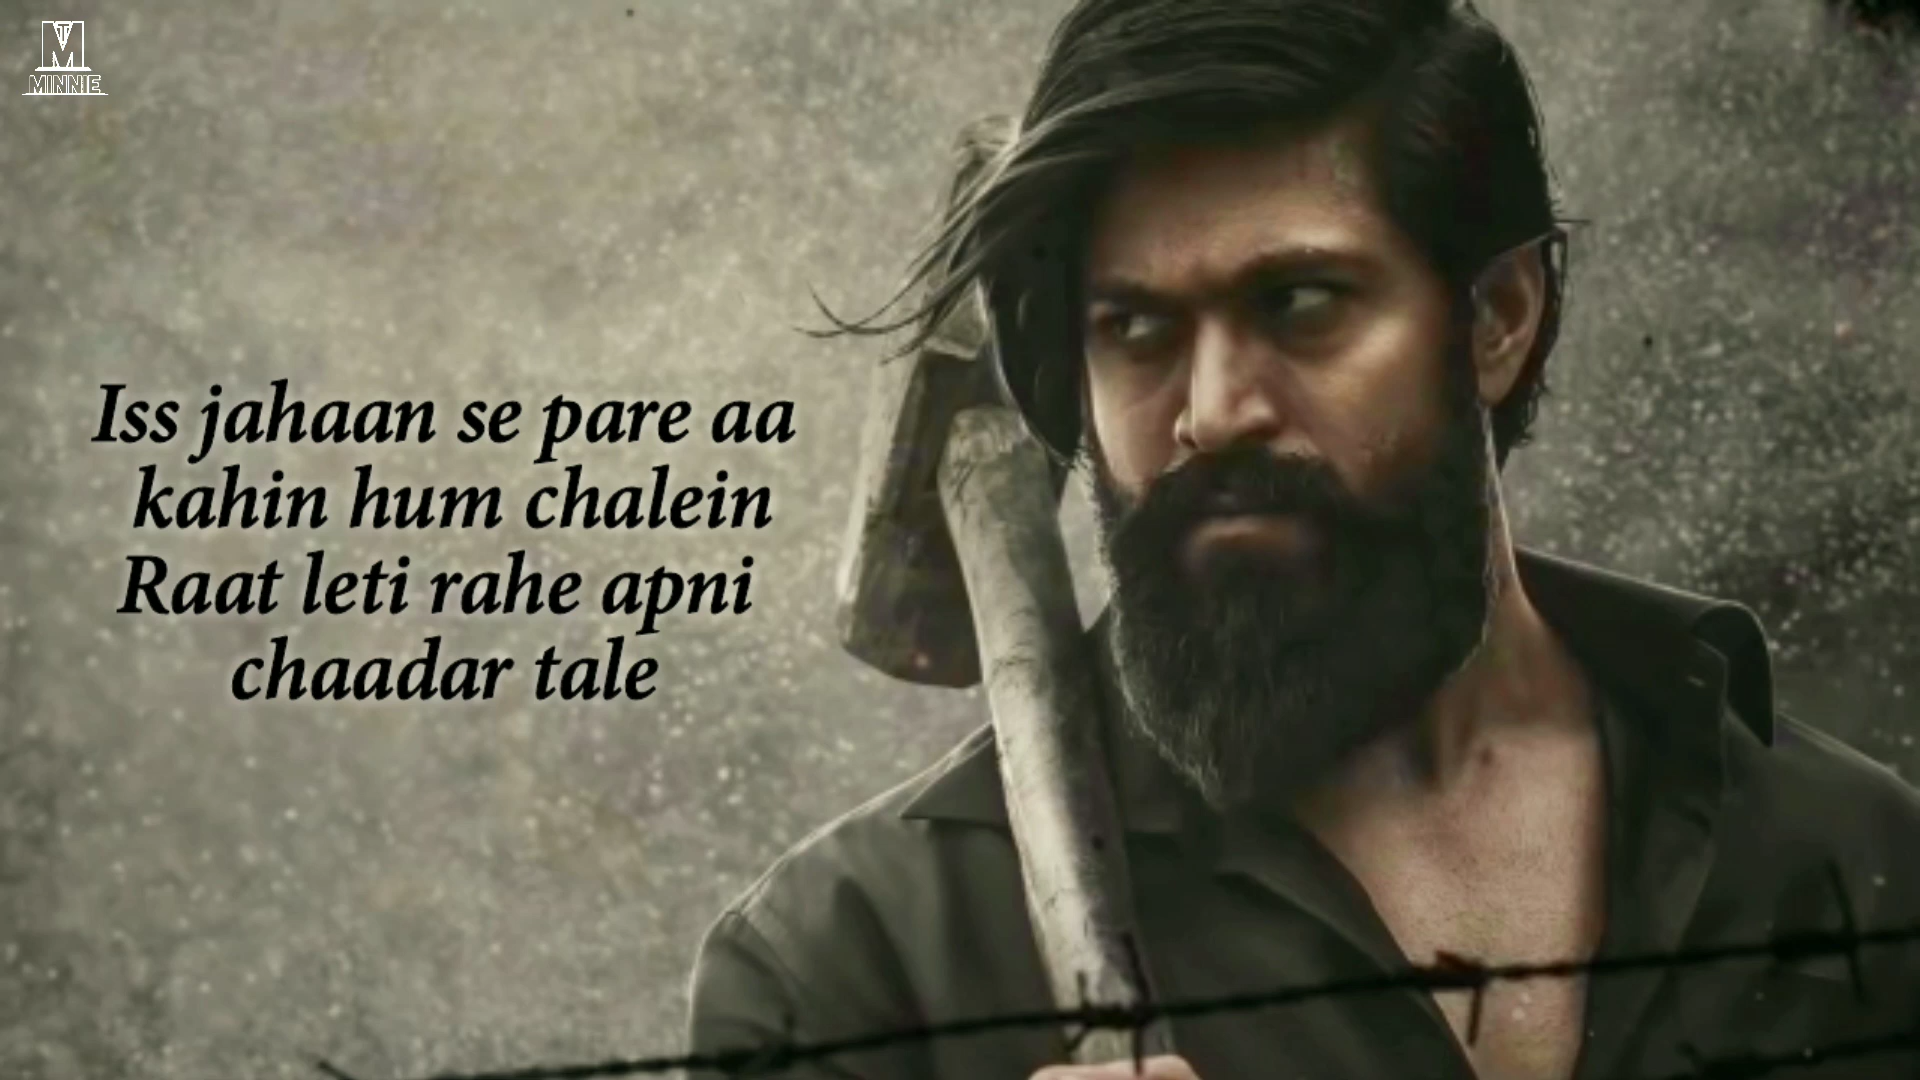 MINNIE
Iss jahaan se pare aa
kahin hum chalein
Raat leti rahe apni
chaadar tale